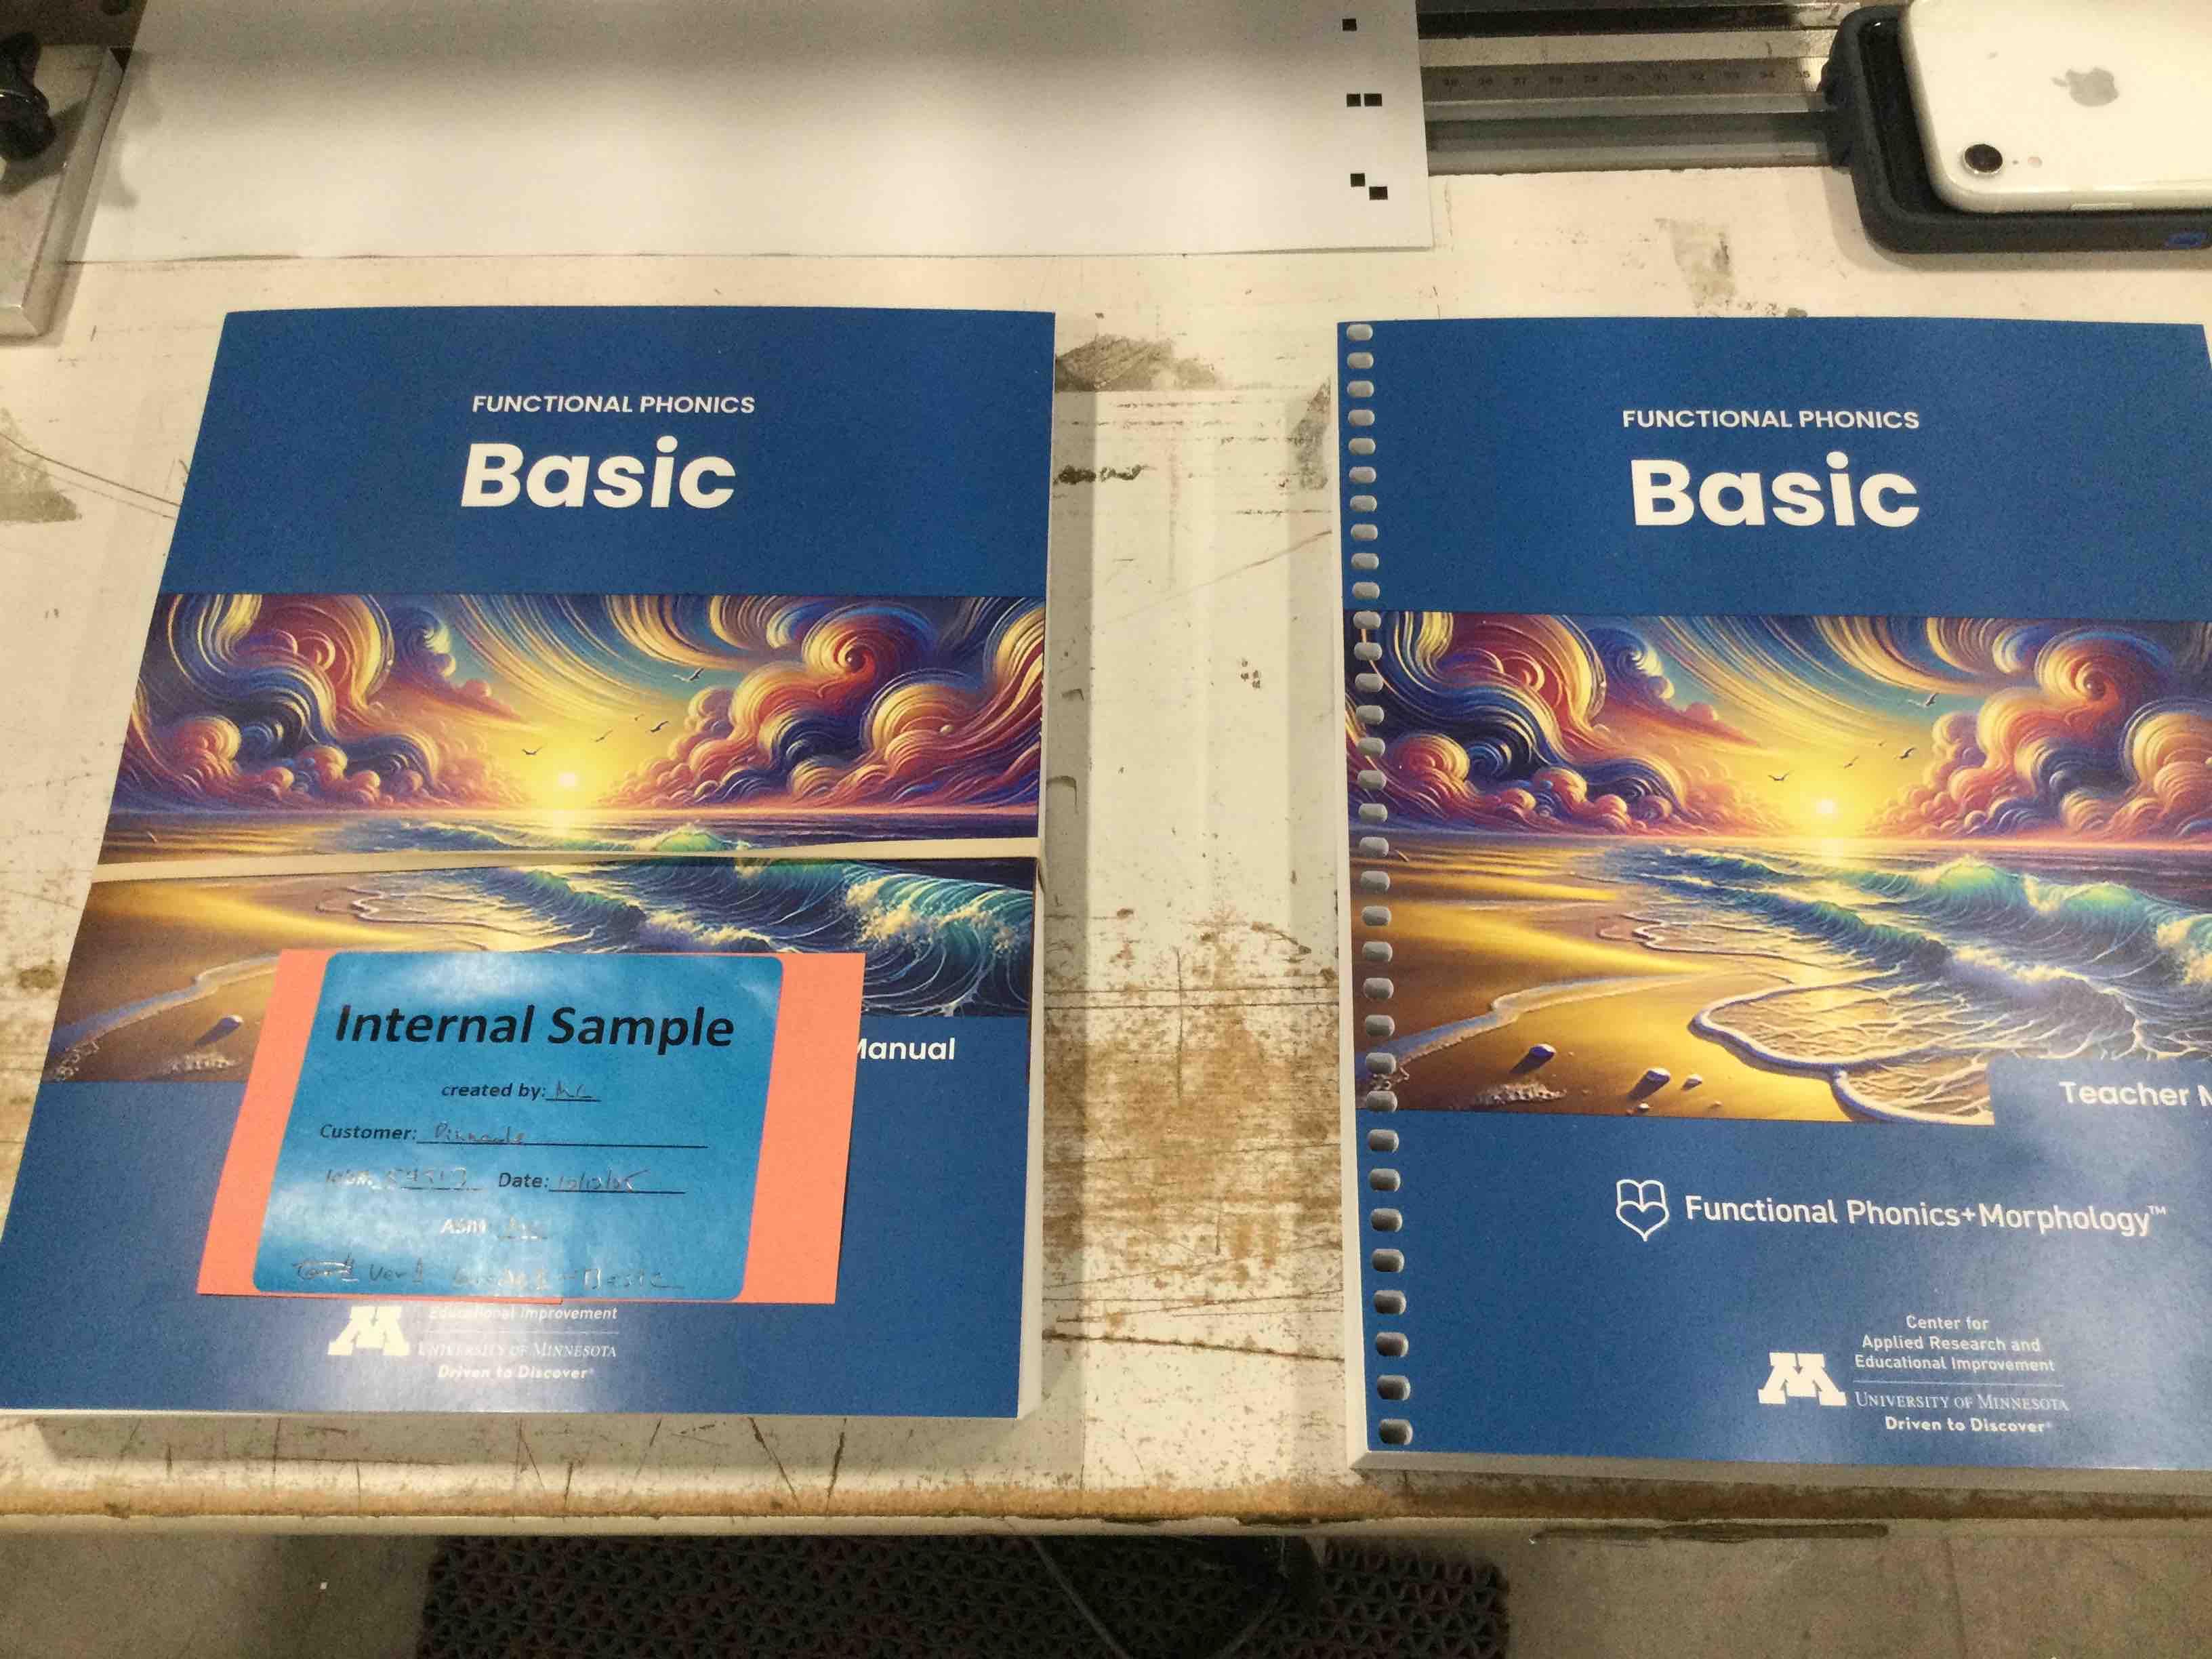 FUNCTIONAL PHONICS
Basic
Internal Sample
created by: MC
Customer: Pinnacle
Date:
Manual
Educational Improvement
UNIVERSITY OF MINNESOTA
Driven to Discover®
FUNCTIONAL PHONICS
Basic
Teacher
Functional Phonics+Morphology™
Center for
Applied Research and
Educational Improvement
UNIVERSITY OF MINNESOTA
Driven to Discover®